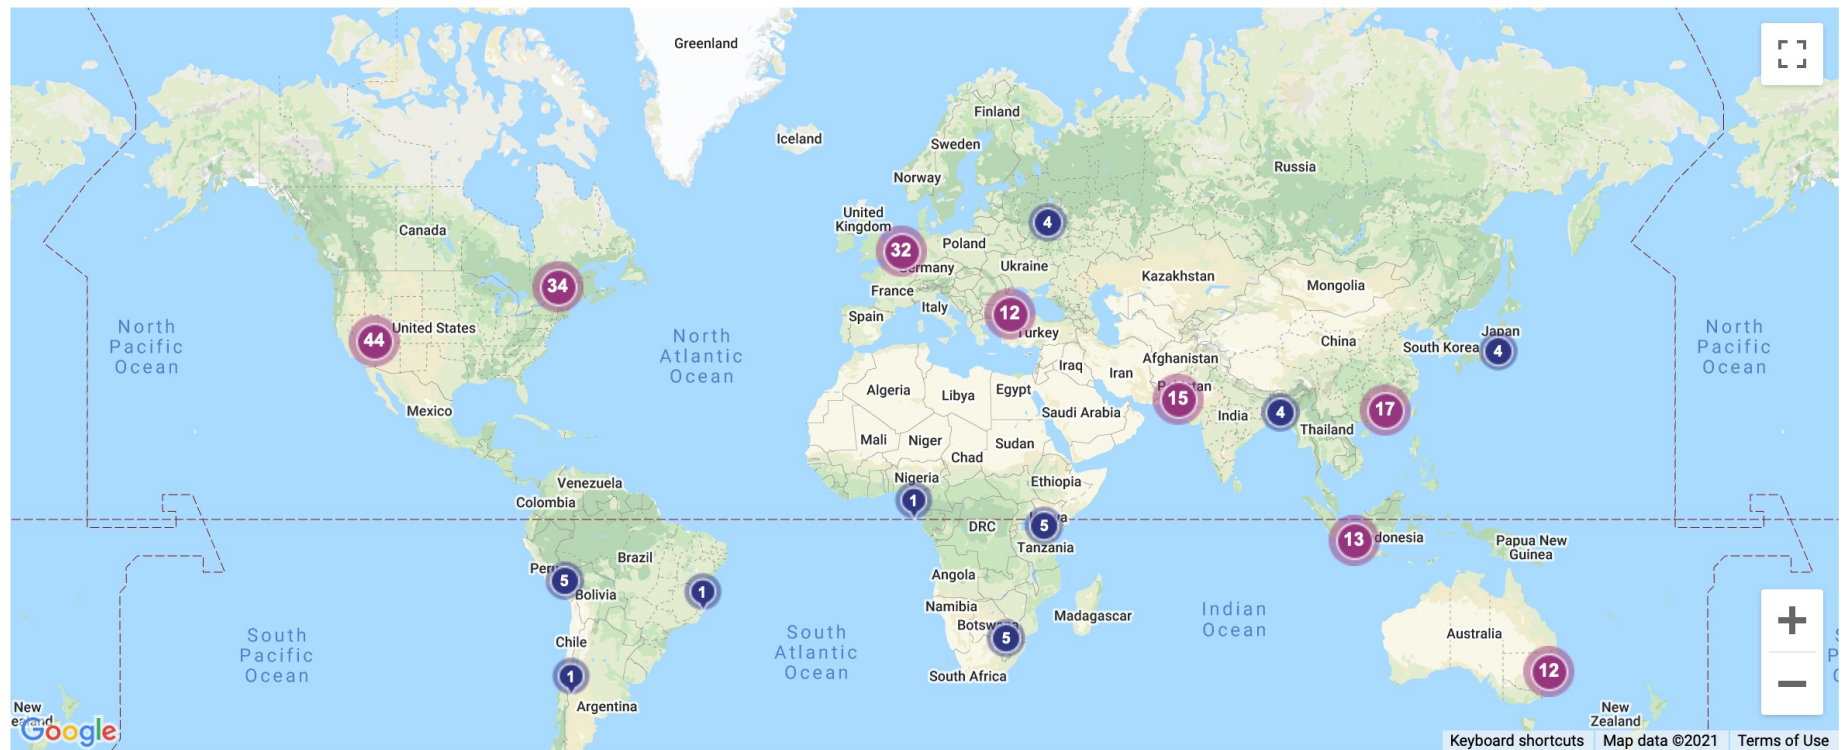 Greenland
Iceland
Finland
Sweden
Norway
Russia
United
Kingdom
4
Canada
32
Poland
Germany
Ukraine
Kazakhstan
Mongolia
34
France
12
Italy
Spain
Turkey
North
Pacific
Ocean
44
United States
North
Atlantic
Ocean
Japan
4
South Korea
China
Afghanistan
North
Pacific
Ocean
Iraq
Iran
Pakistan
15
Algeria
Libya
Egypt
Saudi Arabia
India
4
17
Mexico
Thailand
Mali
Niger
Sudan
Chad
Nigeria
Ethiopia
Venezuela
Colombia
1
DRC
5
Tanzania
13
Papua New
Guinea
Brazil
Peru
5
Bolivia
1
Angola
Namibia
Madagascar
Indian
Ocean
Botswana
5
Australia
South
Pacific
Ocean
Chile
South
Atlantic
Ocean
1
South Africa
12
Argentina
New
Zealand
New
Google
Keyboard shortcuts
Map data ©2021
Terms of Use